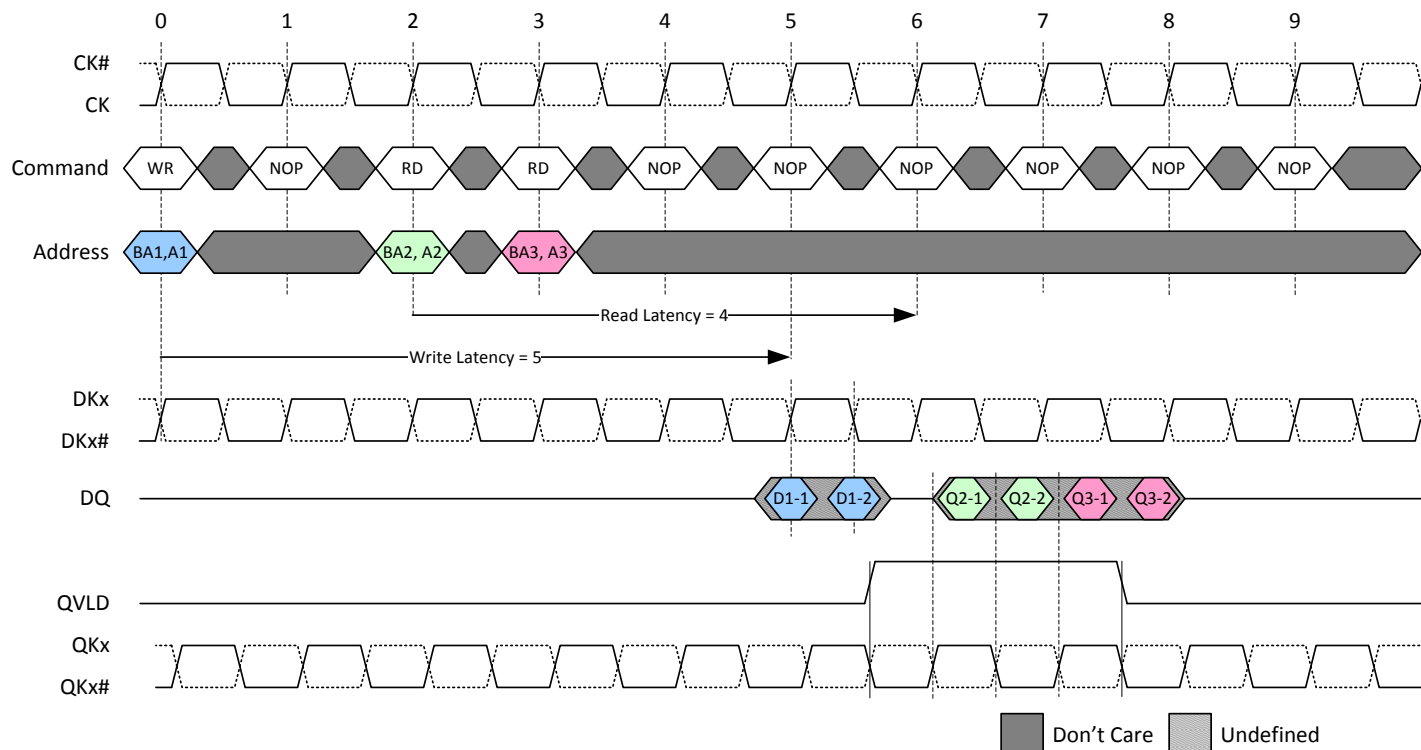 0 1 2 3 4 5 6 7 8 9
CK#
CK
Command WR NOP RD RD NOP NOP NOP NOP NOP NOP
Address BA1,A1 BA2, A2 BA3, A3
Read Latency = 4
Write Latency = 5
DKx
DKx#
DQ D1-1 D1-2 Q2-1 Q2-2 Q3-1 Q3-2
QVLD
QKx
QKx#
Don't Care Undefined